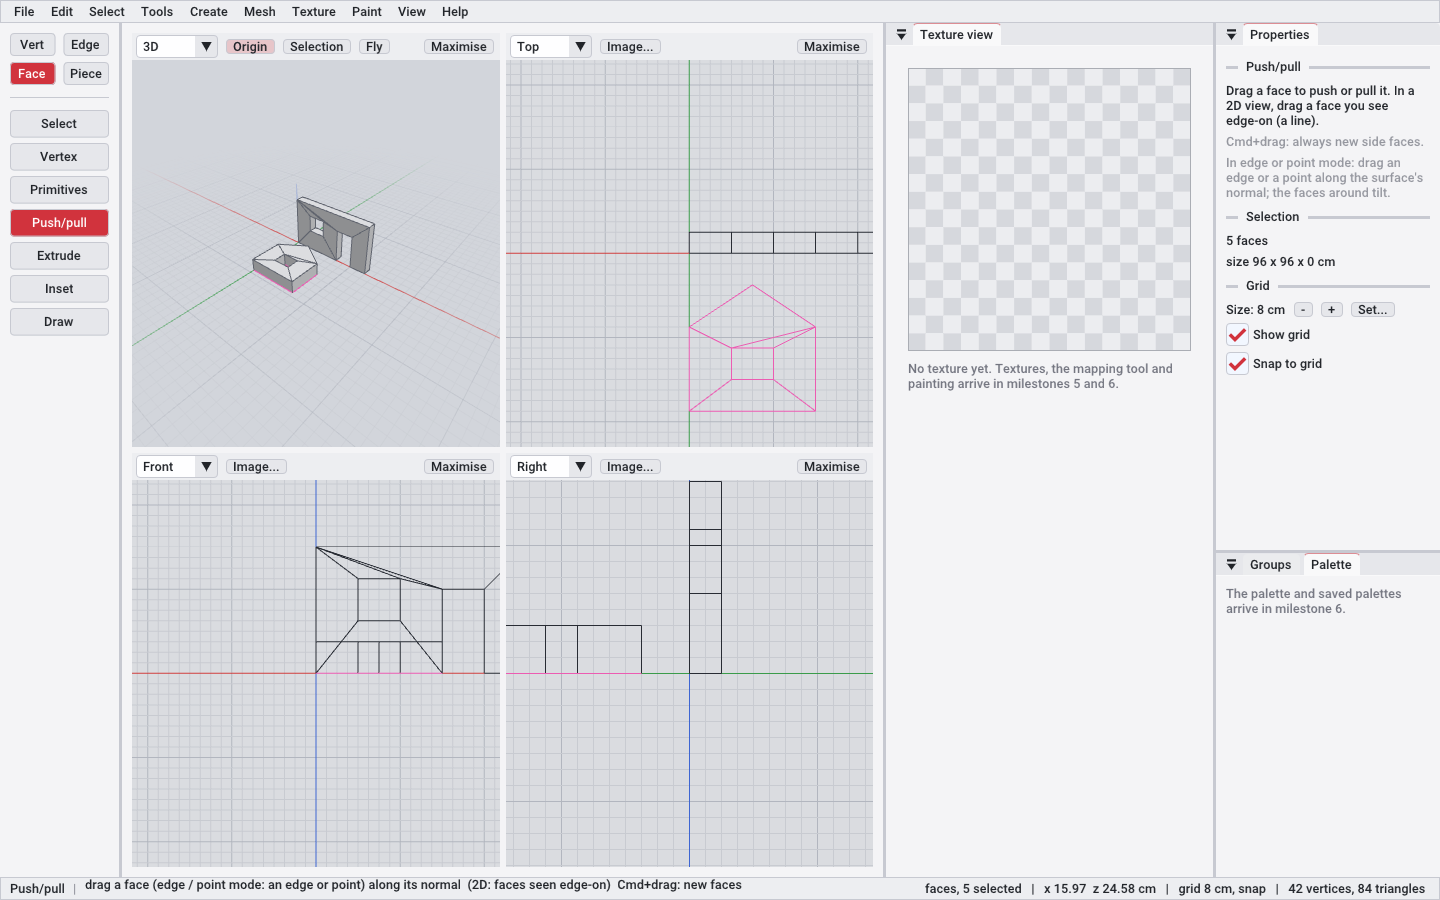 File Edit Select Tools Create Mesh Texture Paint View Help
Vert Edge
Face Piece
Select
Vertex
Primitives
Push/pull
Extrude
Inset
Draw
3D Origin Selection Fly Maximise
Top Image... Maximise
Front Image... Maximise
Right Image... Maximise
Texture view
No texture yet. Textures, the mapping tool and
painting arrive in milestones 5 and 6.
Properties
Push/pull
Drag a face to push or pull it. In a
2D view, drag a face you see
edge-on (a line).
Cmd+drag: always new side faces.
In edge or point mode: drag an
edge or a point along the surface's
normal; the faces around tilt.
Selection
5 faces
size 96 x 96 x 0 cm
Grid
Size: 8 cm - + Set...
Show grid
Snap to grid
Groups Palette
The palette and saved palettes
arrive in milestone 6.
Push/pull | drag a face (edge / point mode: an edge or point) along its normal (2D: faces seen edge-on) Cmd+drag: new faces
faces, 5 selected | x 15.97 z 24.58 cm | grid 8 cm, snap | 42 vertices, 84 triangles